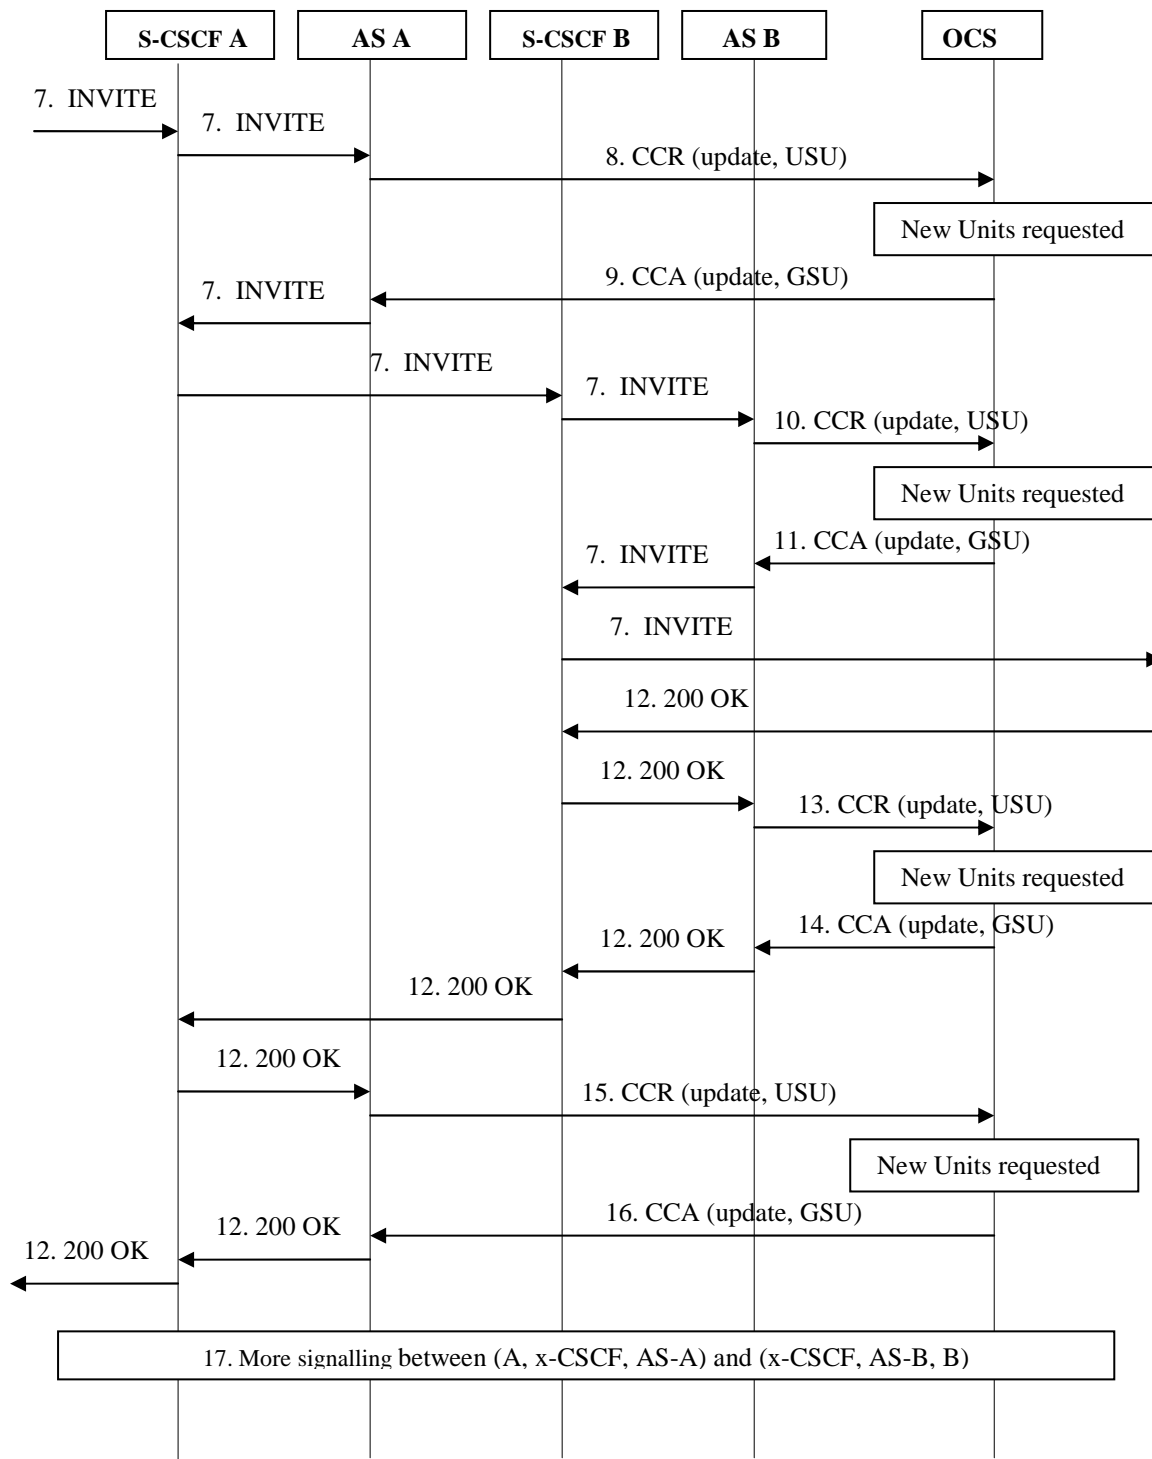 S-CSCF A
AS A
S-CSCF B
AS B
OCS
7. INVITE
7. INVITE
8. CCR (update, USU)
New Units requested
9. CCA (update, GSU)
7. INVITE
7. INVITE
7. INVITE
10. CCR (update, USU)
New Units requested
11. CCA (update, GSU)
7. INVITE
7. INVITE
12. 200 OK
12. 200 OK
13. CCR (update, USU)
New Units requested
14. CCA (update, GSU)
12. 200 OK
12. 200 OK
12. 200 OK
15. CCR (update, USU)
New Units requested
16. CCA (update, GSU)
12. 200 OK
12. 200 OK
17. More signalling between (A, x-CSCF, AS-A) and (x-CSCF, AS-B, B)